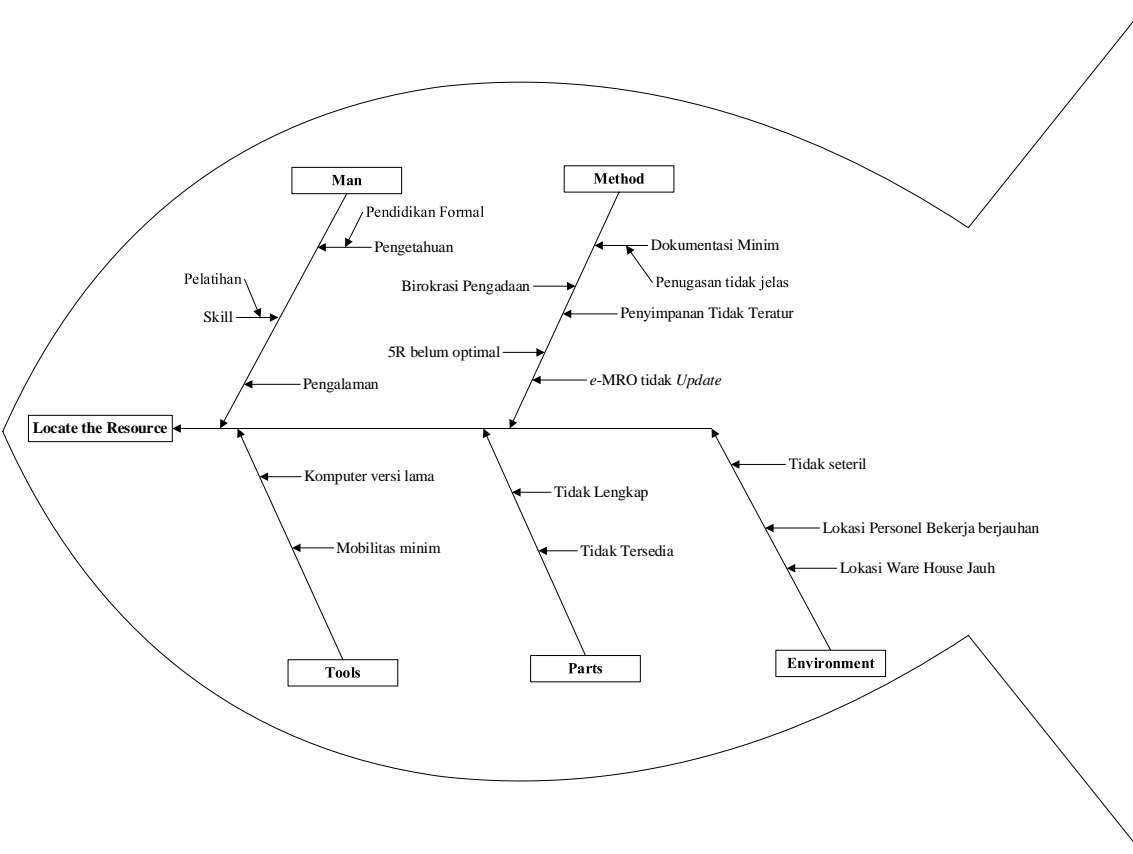 Man
Method
Pendidikan Formal
Pengetahuan
Dokumentasi Minim
Pelatihan
Penugasan tidak jelas
Birokrasi Pengadaan
Skill
Penyimpanan Tidak Teratur
5R belum optimal
Pengalaman
e-MRO tidak Update
Locate the Resource
Tidak seteril
Komputer versi lama
Tidak Lengkap
Lokasi Personel Bekerja berjauhan
Mobilitas minim
Tidak Tersedia
Lokasi Ware House Jauh
Tools
Parts
Environment